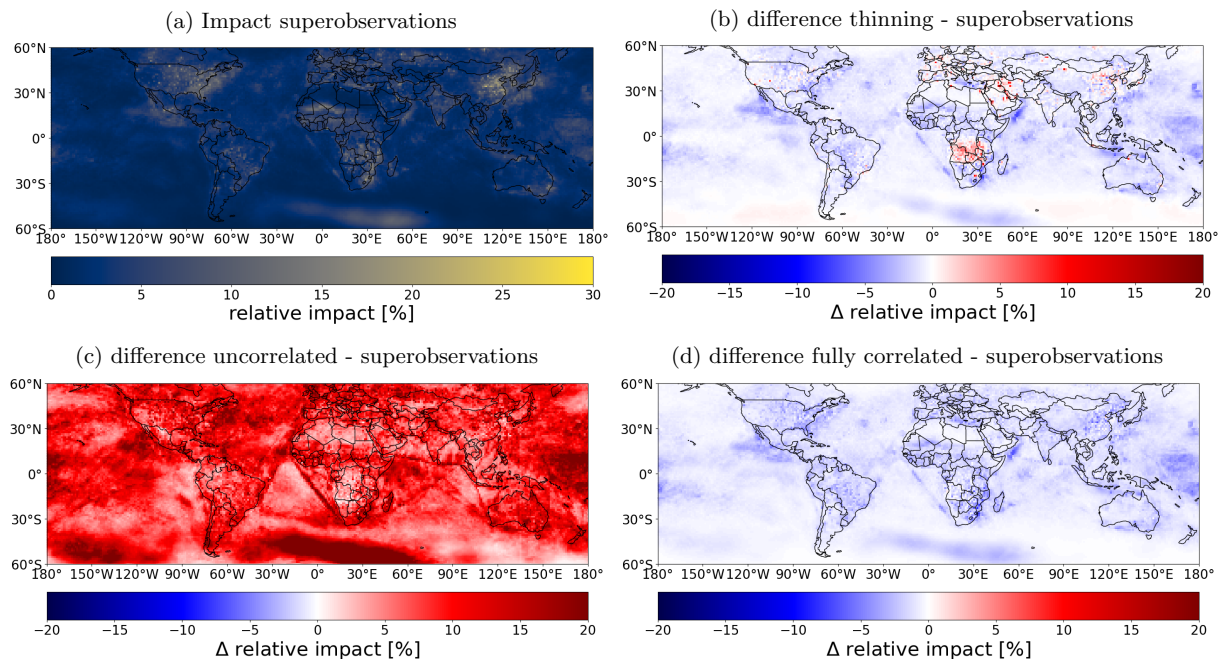 (a) Impact superobservations
60°N
30°N
0°
30°S
60°S
180° 150°W 120°W 90°W 60°W 30°W 0° 30°E 60°E 90°E 120°E 150°E 180°
0 5 10 15 20 25 30
relative impact [%]
(b) difference thinning - superobservations
60°N
30°N
0°
30°S
60°S
180° 150°W 120°W 90°W 60°W 30°W 0° 30°E 60°E 90°E 120°E 150°E 180°
−20 −15 −10 −5 0 5 10 15 20
Δ relative impact [%]
(c) difference uncorrelated - superobservations
60°N
30°N
0°
30°S
60°S
180° 150°W 120°W 90°W 60°W 30°W 0° 30°E 60°E 90°E 120°E 150°E 180°
−20 −15 −10 −5 0 5 10 15 20
Δ relative impact [%]
(d) difference fully correlated - superobservations
60°N
30°N
0°
30°S
60°S
180° 150°W 120°W 90°W 60°W 30°W 0° 30°E 60°E 90°E 120°E 150°E 180°
−20 −15 −10 −5 0 5 10 15 20
Δ relative impact [%]